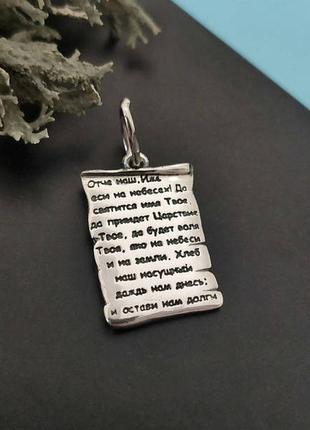 Отче наш, Иже
еси на небесех! Да
святится имя Твое
да приидет Царствие
Твое, да будет воля
Твоя, яко на небеси
и на земли. Хлеб
наш насущный
даждь нам днесь;
и остави нам долги